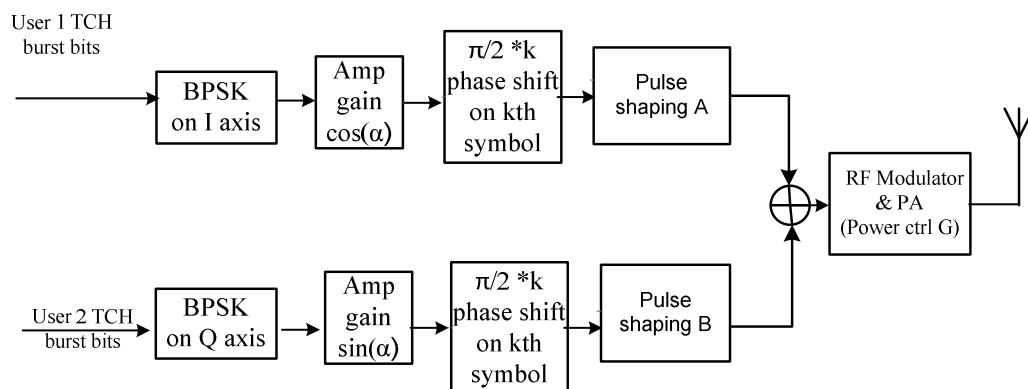 User 1 TCH
burst bits
BPSK
on I axis
Amp
gain
cos(α)
π/2 *k
phase shift
on kth
symbol
Pulse
shaping A
RF Modulator
& PA
(Power ctrl G)
User 2 TCH
burst bits
BPSK
on Q axis
Amp
gain
sin(α)
π/2 *k
phase shift
on kth
symbol
Pulse
shaping B